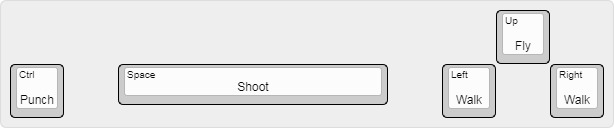 Up
Fly
Ctrl
Punch
Space
Shoot
Left
Walk
Right
Walk